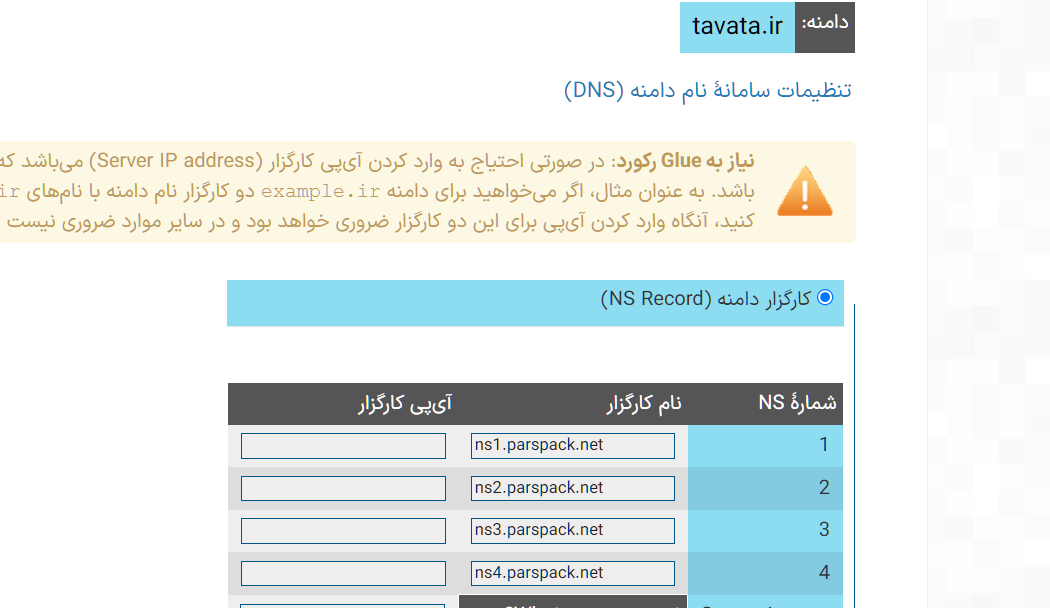 دامنه: tavata.ir
تنظیمات سامانهٔ نام دامنه (DNS)
نیاز به Glue رکورد: در صورتی احتیاج به وارد کردن آی‌پی کارگزار (Server IP address) می‌باشد که
باشد. به عنوان مثال، اگر می‌خواهید برای دامنه example.ir دو کارگزار نام دامنه با نام‌های ir
کنید، آنگاه وارد کردن آی‌پی برای این دو کارگزار ضروری خواهد بود و در سایر موارد ضروری نیست
کارگزار دامنه (NS Record)
شمارهٔ NS نام کارگزار آی‌پی کارگزار
1 ns1.parspack.net
2 ns2.parspack.net
3 ns3.parspack.net
4 ns4.parspack.net